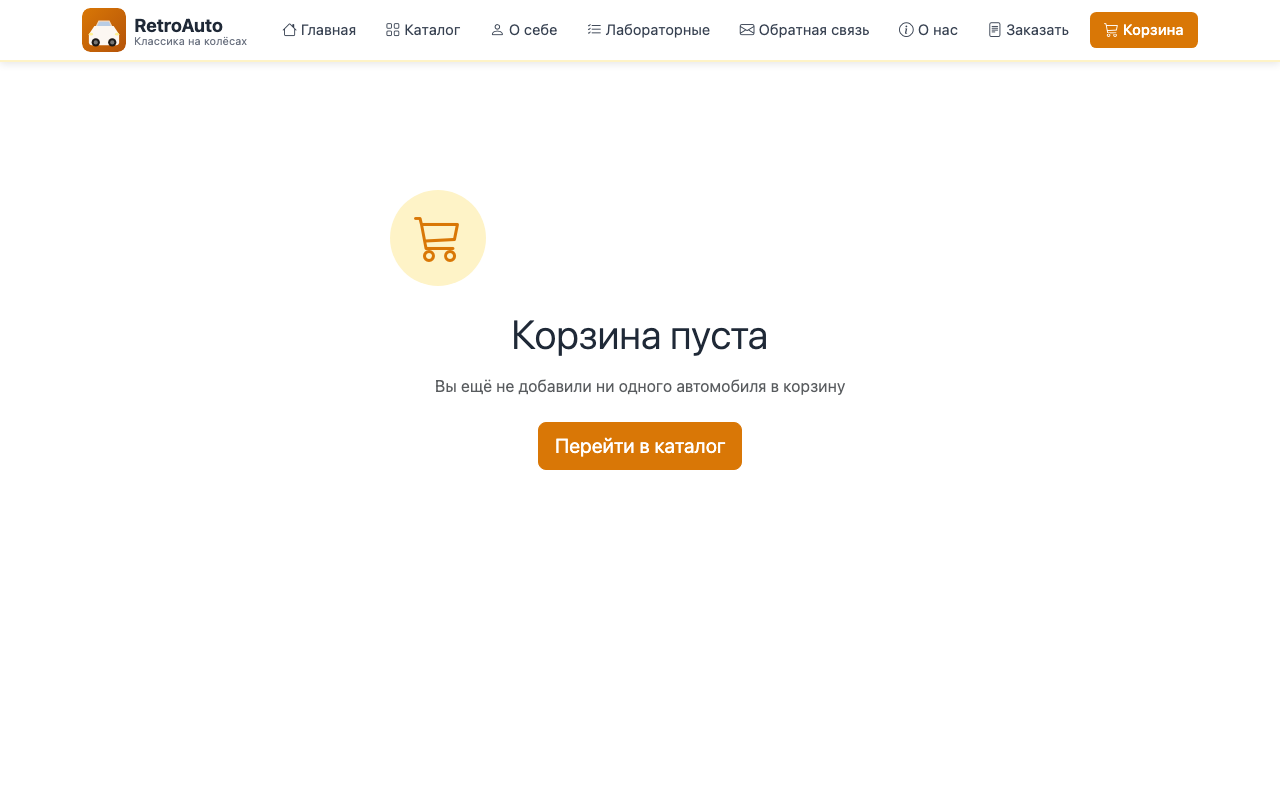 RetroAuto
Классика на колёсах
Главная
Каталог
О себе
Лабораторные
Обратная связь
О нас
Заказать
Корзина
Корзина пуста
Вы ещё не добавили ни одного автомобиля в корзину
Перейти в каталог